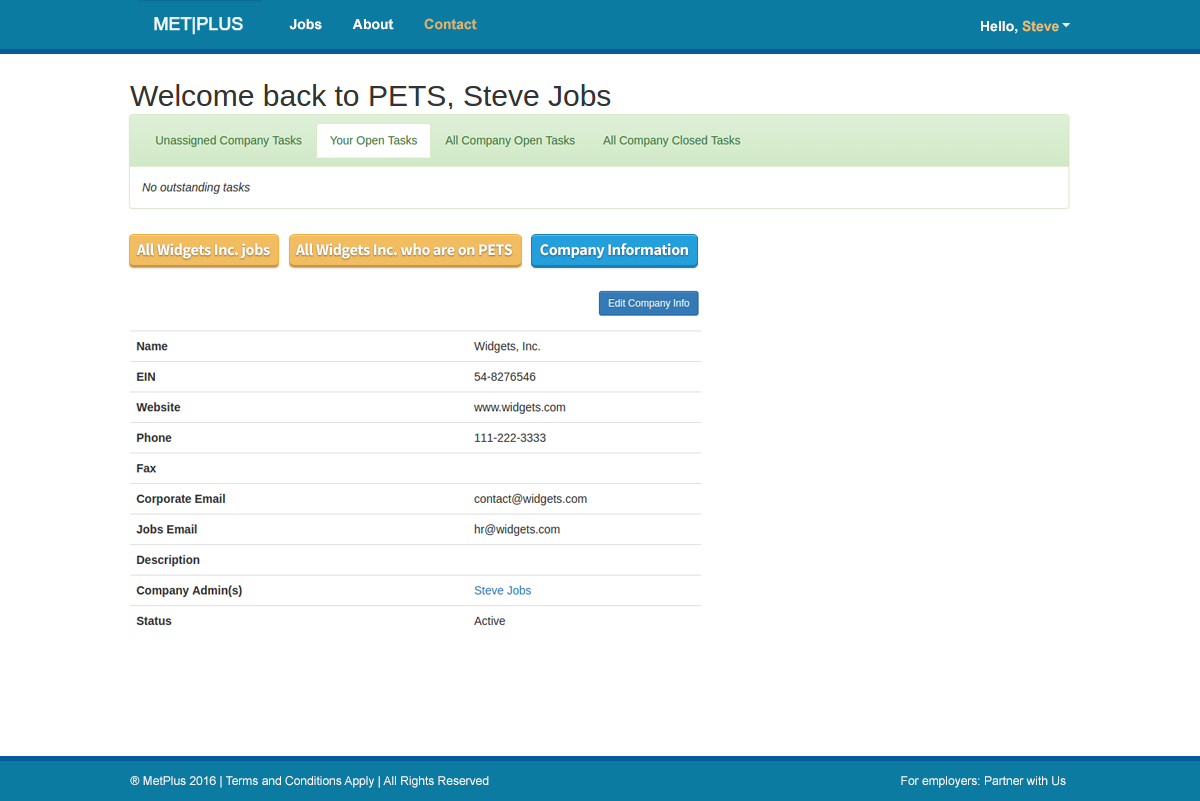 MET|PLUS Jobs About Contact Hello, Steve
Welcome back to PETS, Steve Jobs
Unassigned Company Tasks Your Open Tasks All Company Open Tasks All Company Closed Tasks
No outstanding tasks
All Widgets Inc. jobs All Widgets Inc. who are on PETS Company Information
Edit Company Info
Name Widgets, Inc.
EIN 54-8276546
Website www.widgets.com
Phone 111-222-3333
Fax
Corporate Email contact@widgets.com
Jobs Email hr@widgets.com
Description
Company Admin(s) Steve Jobs
Status Active
® MetPlus 2016 | Terms and Conditions Apply | All Rights Reserved For employers: Partner with Us